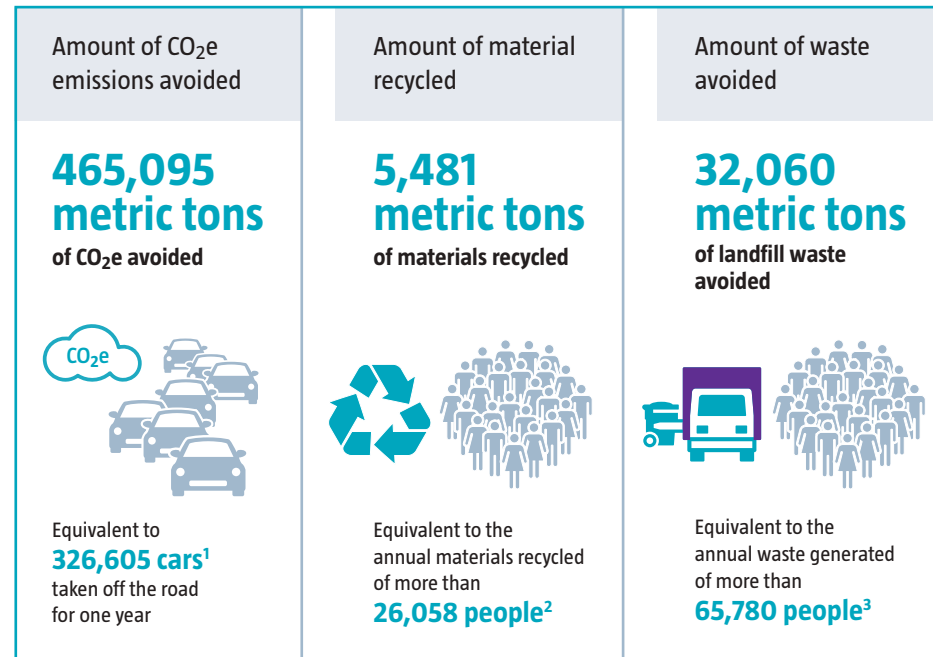 Amount of CO₂e
emissions avoided
465,095
metric tons
of CO₂e avoided
CO₂e
Equivalent to
326,605 cars¹
taken off the road
for one year
Amount of material
recycled
5,481
metric tons
of materials recycled
Equivalent to the
annual materials recycled
of more than
26,058 people²
Amount of waste
avoided
32,060
metric tons
of landfill waste
avoided
Equivalent to the
annual waste generated
of more than
65,780 people³